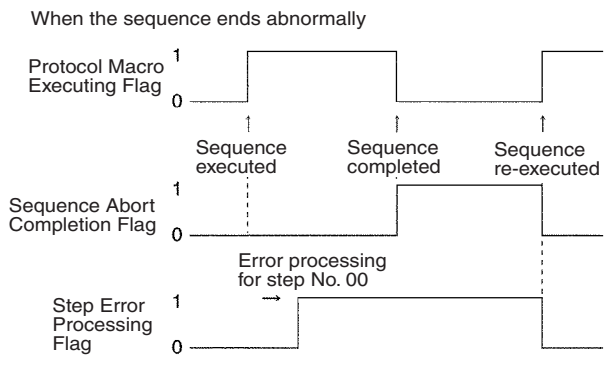 When the sequence ends abnormally
Protocol Macro
Executing Flag
1
0
Sequence
executed
Sequence
completed
Sequence
re-executed
Sequence Abort
Completion Flag
1
0
Error processing
for step No. 00
Step Error
Processing
Flag
1
0